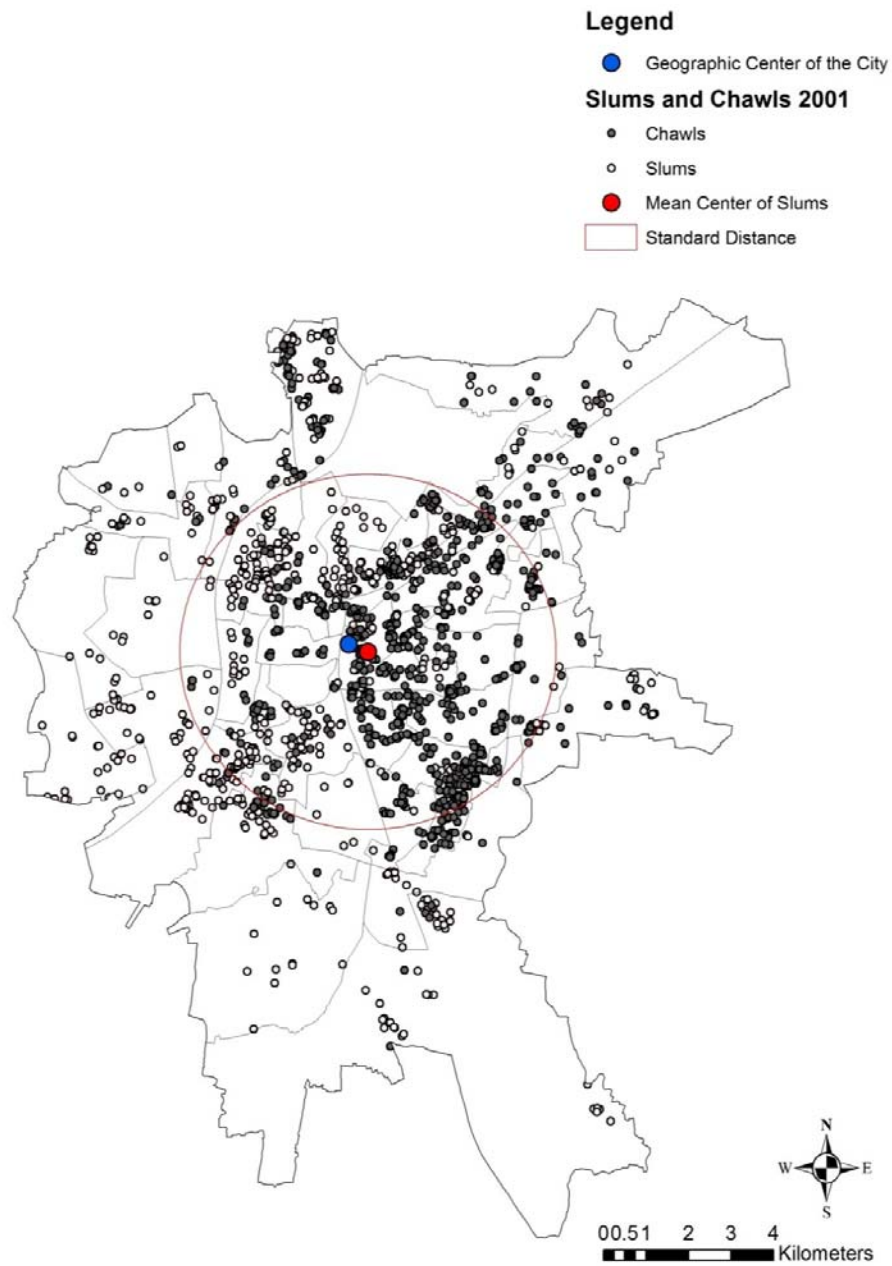 Legend
Geographic Center of the City
Slums and Chawls 2001
Chawls
Slums
Mean Center of Slums
Standard Distance
N
W E
S
00.51 2 3 4
Kilometers